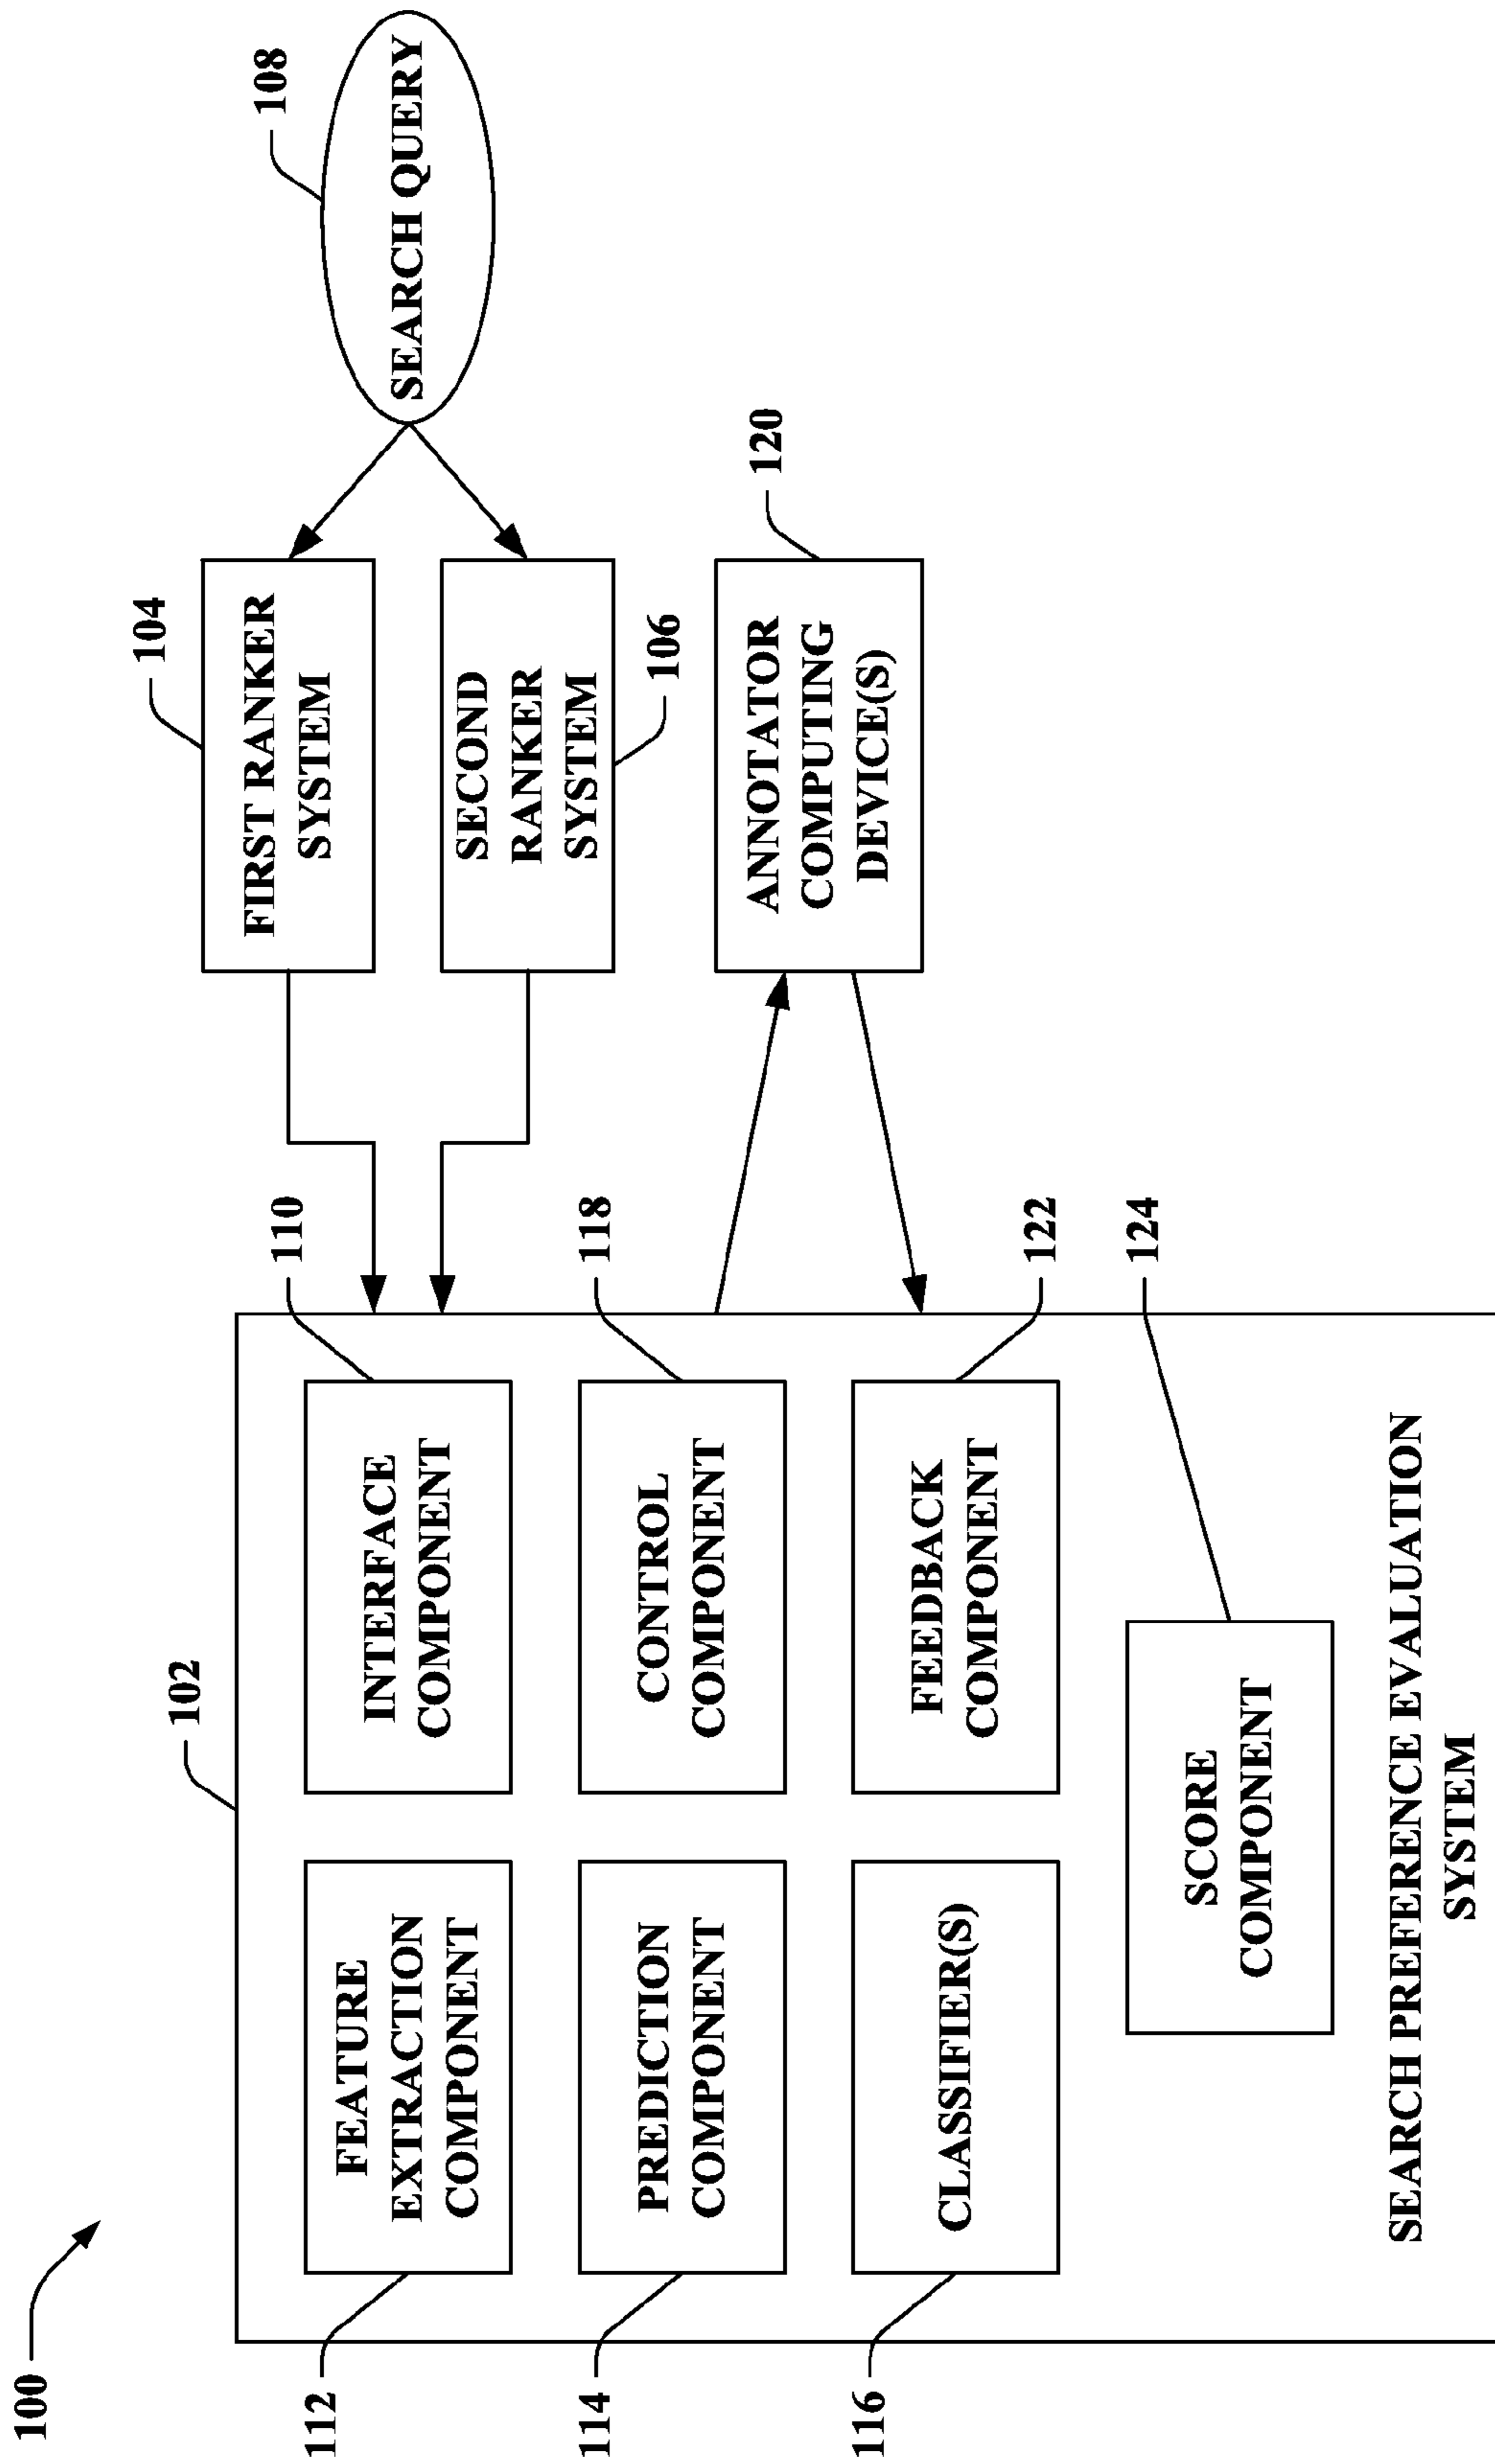 100
102
112
FEATURE
EXTRACTION
COMPONENT
110
INTERFACE
COMPONENT
104
FIRST RANKER
SYSTEM
108
SEARCH QUERY
114
PREDICTION
COMPONENT
118
CONTROL
COMPONENT
SECOND
RANKER
SYSTEM
106
116
CLASSIFIER(S)
FEEDBACK
COMPONENT
122
ANNOTATOR
COMPUTING
DEVICE(S)
120
SCORE
COMPONENT
124
SEARCH PREFERENCE EVALUATION
SYSTEM